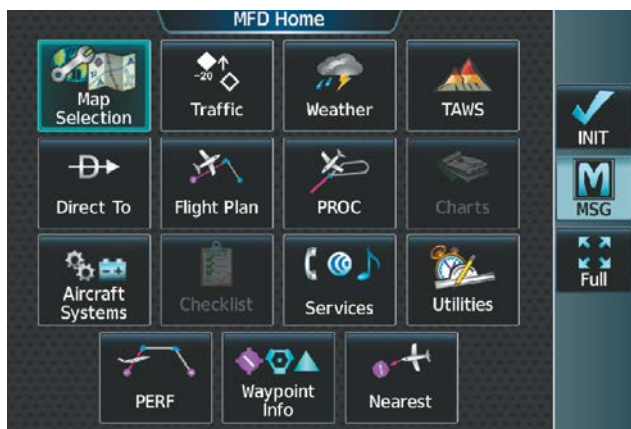 MFD Home
Map
Selection
-20
Traffic
Weather
TAWS
INIT
D
Direct To
Flight Plan
PROC
Charts
M
MSG
Aircraft
Systems
Checklist
Services
Utilities
Full
PERF
Waypoint
Info
Nearest